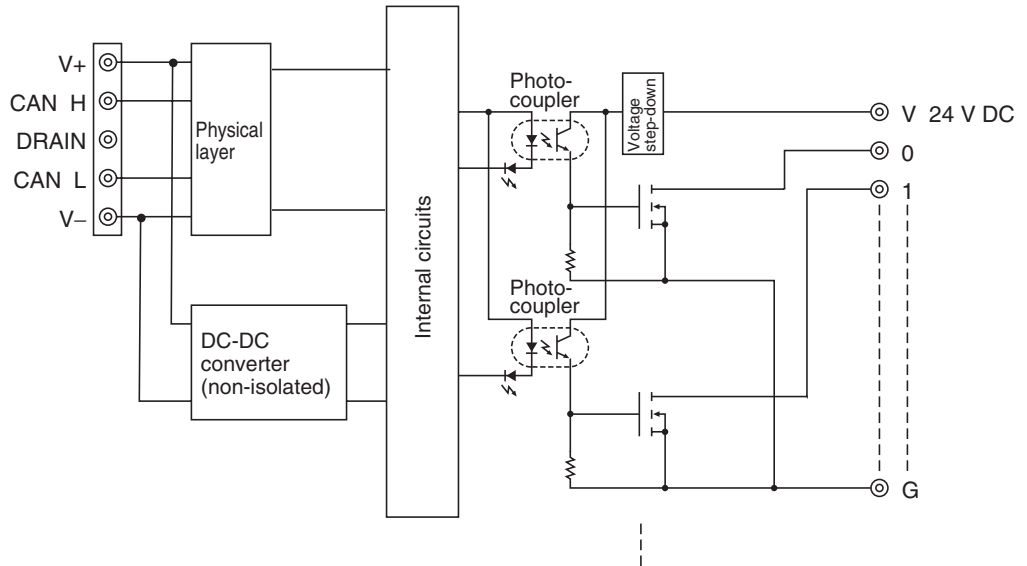 V+
CAN H
DRAIN
CAN L
V–
Physical
layer
DC-DC
converter
(non-isolated)
Internal circuits
Photo-
coupler
Voltage
step-down
Photo-
coupler
V 24 V DC
0
1
G